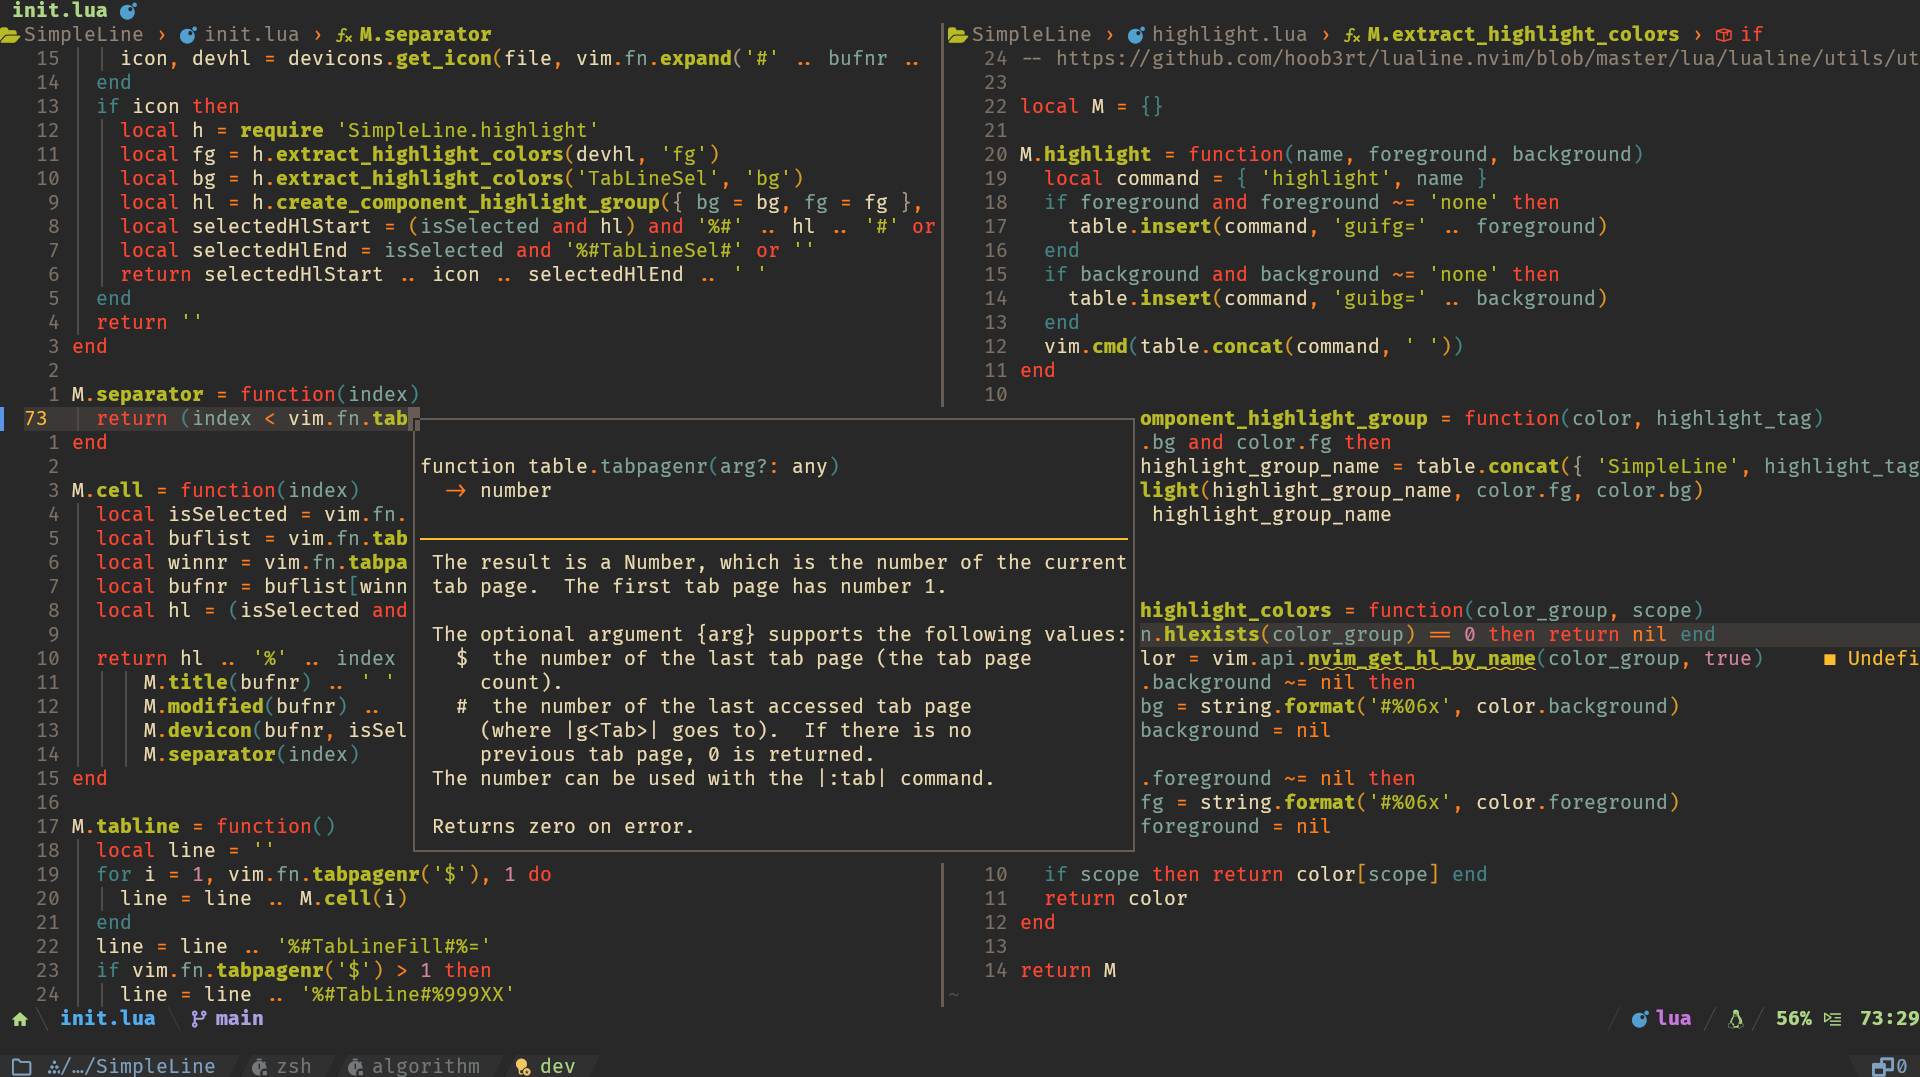 init.lua
SimpleLine › init.lua › M.separator
15 icon, devhl = devicons.get_icon(file, vim.fn.expand('#' .. bufnr ..
14 end
13 if icon then
12 local h = require 'SimpleLine.highlight'
11 local fg = h.extract_highlight_colors(devhl, 'fg')
10 local bg = h.extract_highlight_colors('TabLineSel', 'bg')
9 local hl = h.create_component_highlight_group({ bg = bg, fg = fg },
8 local selectedHlStart = (isSelected and hl) and '%#' .. hl .. '#' or
7 local selectedHlEnd = isSelected and '%#TabLineSel#' or ''
6 return selectedHlStart .. icon .. selectedHlEnd .. ' '
5 end
4 return ''
3 end
2
1 M.separator = function(index)
73 return (index < vim.fn.tab
1 end
2
3 M.cell = function(index)
4 local isSelected = vim.fn.
5 local buflist = vim.fn.tab
6 local winnr = vim.fn.tabpa
7 local bufnr = buflist[winn
8 local hl = (isSelected and
9
10 return hl .. '%' .. index
11 M.title(bufnr) .. ' '
12 M.modified(bufnr) ..
13 M.devicon(bufnr, isSel
14 M.separator(index)
15 end
16
17 M.tabline = function()
18 local line = ''
19 for i = 1, vim.fn.tabpagenr('$'), 1 do
20 line = line .. M.cell(i)
21 end
22 line = line .. '%#TabLineFill#%='
23 if vim.fn.tabpagenr('$') > 1 then
24 line = line .. '%#TabLine#%999XX'
function table.tabpagenr(arg?: any)
-> number
The result is a Number, which is the number of the current
tab page.  The first tab page has number 1.
The optional argument {arg} supports the following values:
$  the number of the last tab page (the tab page
count).
#  the number of the last accessed tab page
(where |g<Tab>| goes to).  If there is no
previous tab page, 0 is returned.
The number can be used with the |:tab| command.
Returns zero on error.
SimpleLine › highlight.lua › M.extract_highlight_colors › if
24 -- https://github.com/hoob3rt/lualine.nvim/blob/master/lua/lualine/utils/ut
23
22 local M = {}
21
20 M.highlight = function(name, foreground, background)
19 local command = { 'highlight', name }
18 if foreground and foreground ~= 'none' then
17 table.insert(command, 'guifg=' .. foreground)
16 end
15 if background and background ~= 'none' then
14 table.insert(command, 'guibg=' .. background)
13 end
12 vim.cmd(table.concat(command, ' '))
11 end
10
omponent_highlight_group = function(color, highlight_tag)
.bg and color.fg then
highlight_group_name = table.concat({ 'SimpleLine', highlight_tag
light(highlight_group_name, color.fg, color.bg)
highlight_group_name
highlight_colors = function(color_group, scope)
n.hlexists(color_group) == 0 then return nil end
lor = vim.api.nvim_get_hl_by_name(color_group, true) ■ Undefi
.background ~= nil then
bg = string.format('#%06x', color.background)
background = nil
.foreground ~= nil then
fg = string.format('#%06x', color.foreground)
foreground = nil
10 if scope then return color[scope] end
11 return color
12 end
13
14 return M
~
init.lua main
lua 56% 73:29
/…/SimpleLine zsh algorithm dev 0